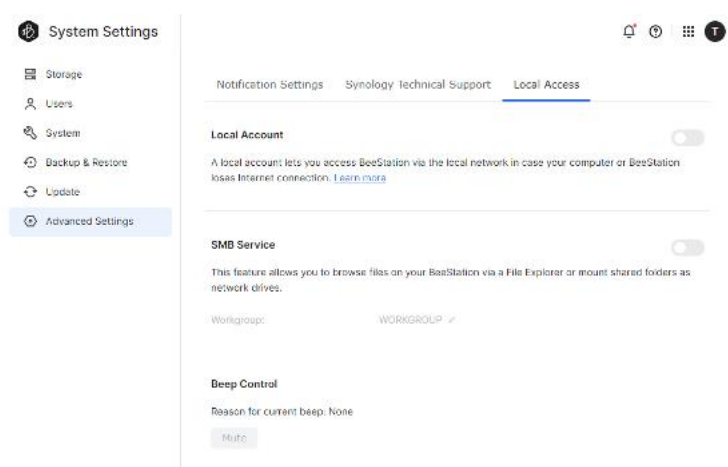 System Settings
T
Storage
Users
System
Backup & Restore
Update
Advanced Settings
Notification Settings Synology Technical Support Local Access
Local Account
A local account lets you access BeeStation via the local network in case your computer or BeeStation
loses Internet connection. Learn more
SMB Service
This feature allows you to browse files on your BeeStation via a File Explorer or mount shared folders as
network drives.
Workgroup: WORKGROUP
Beep Control
Reason for current beep: None
Mute